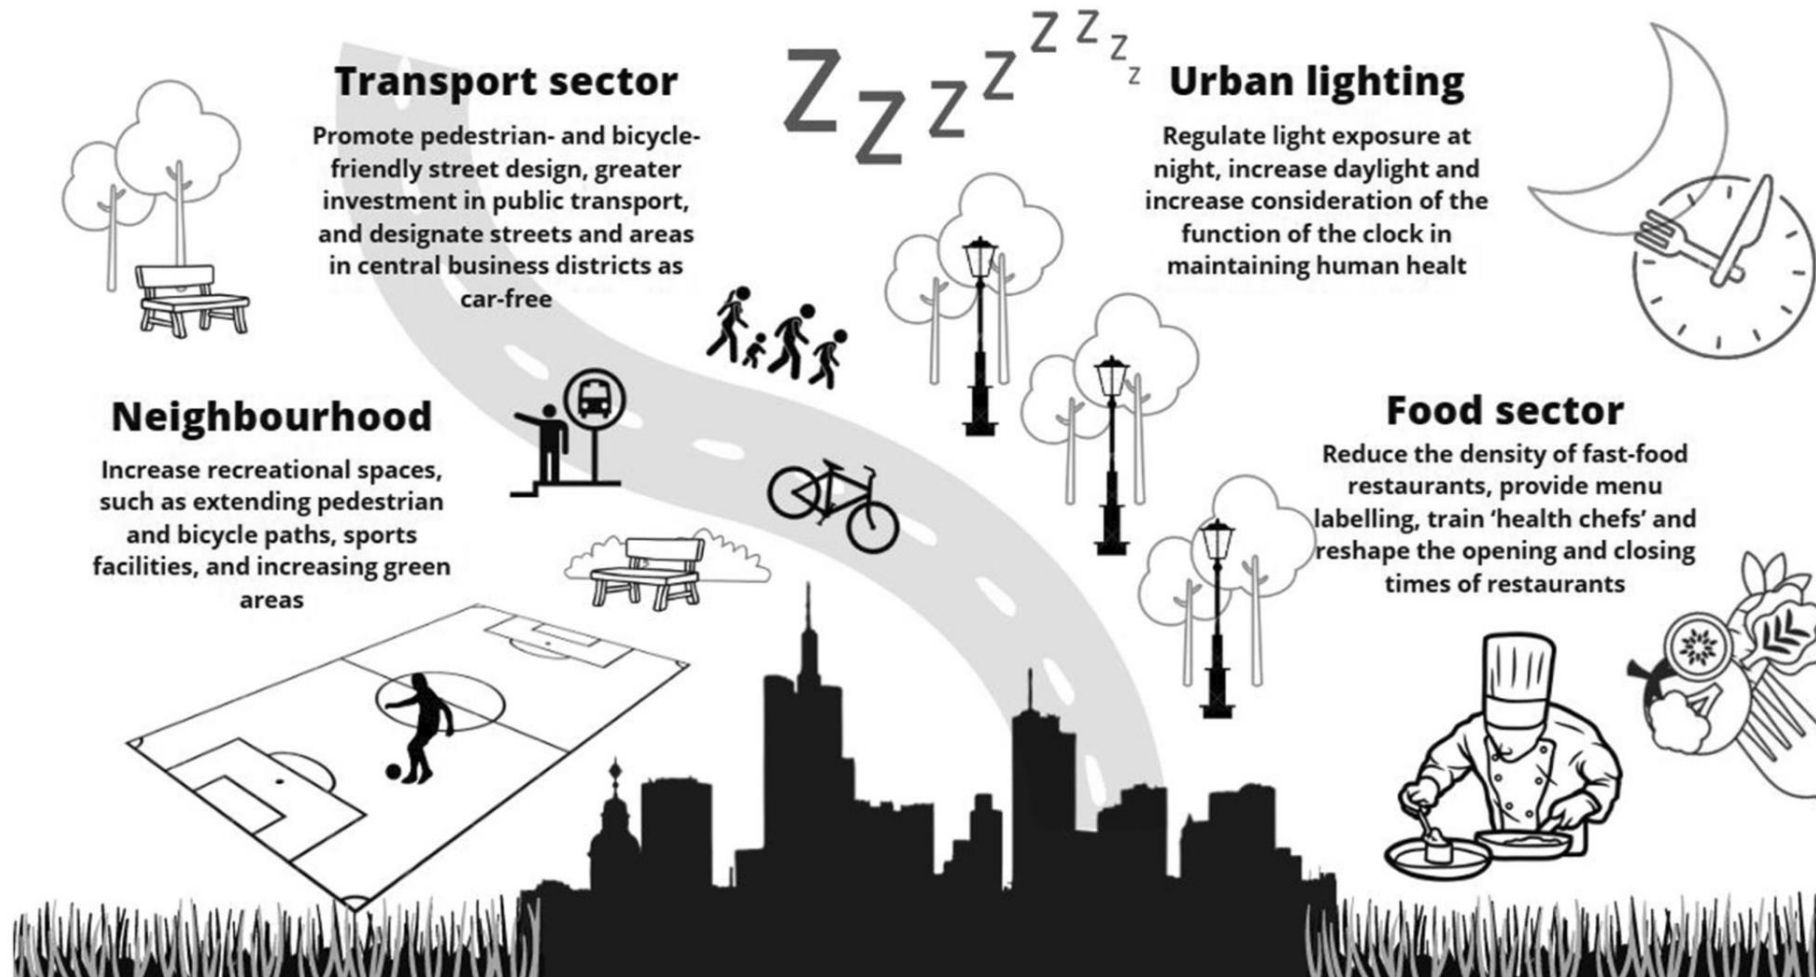 Transport sector
Promote pedestrian- and bicycle-
friendly street design, greater
investment in public transport,
and designate streets and areas
in central business districts as
car-free
Z Z Z Z Z Z Z Z
Urban lighting
Regulate light exposure at
night, increase daylight and
increase consideration of the
function of the clock in
maintaining human healt
Neighbourhood
Increase recreational spaces,
such as extending pedestrian
and bicycle paths, sports
facilities, and increasing green
areas
Food sector
Reduce the density of fast-food
restaurants, provide menu
labelling, train ‘health chefs’ and
reshape the opening and closing
times of restaurants